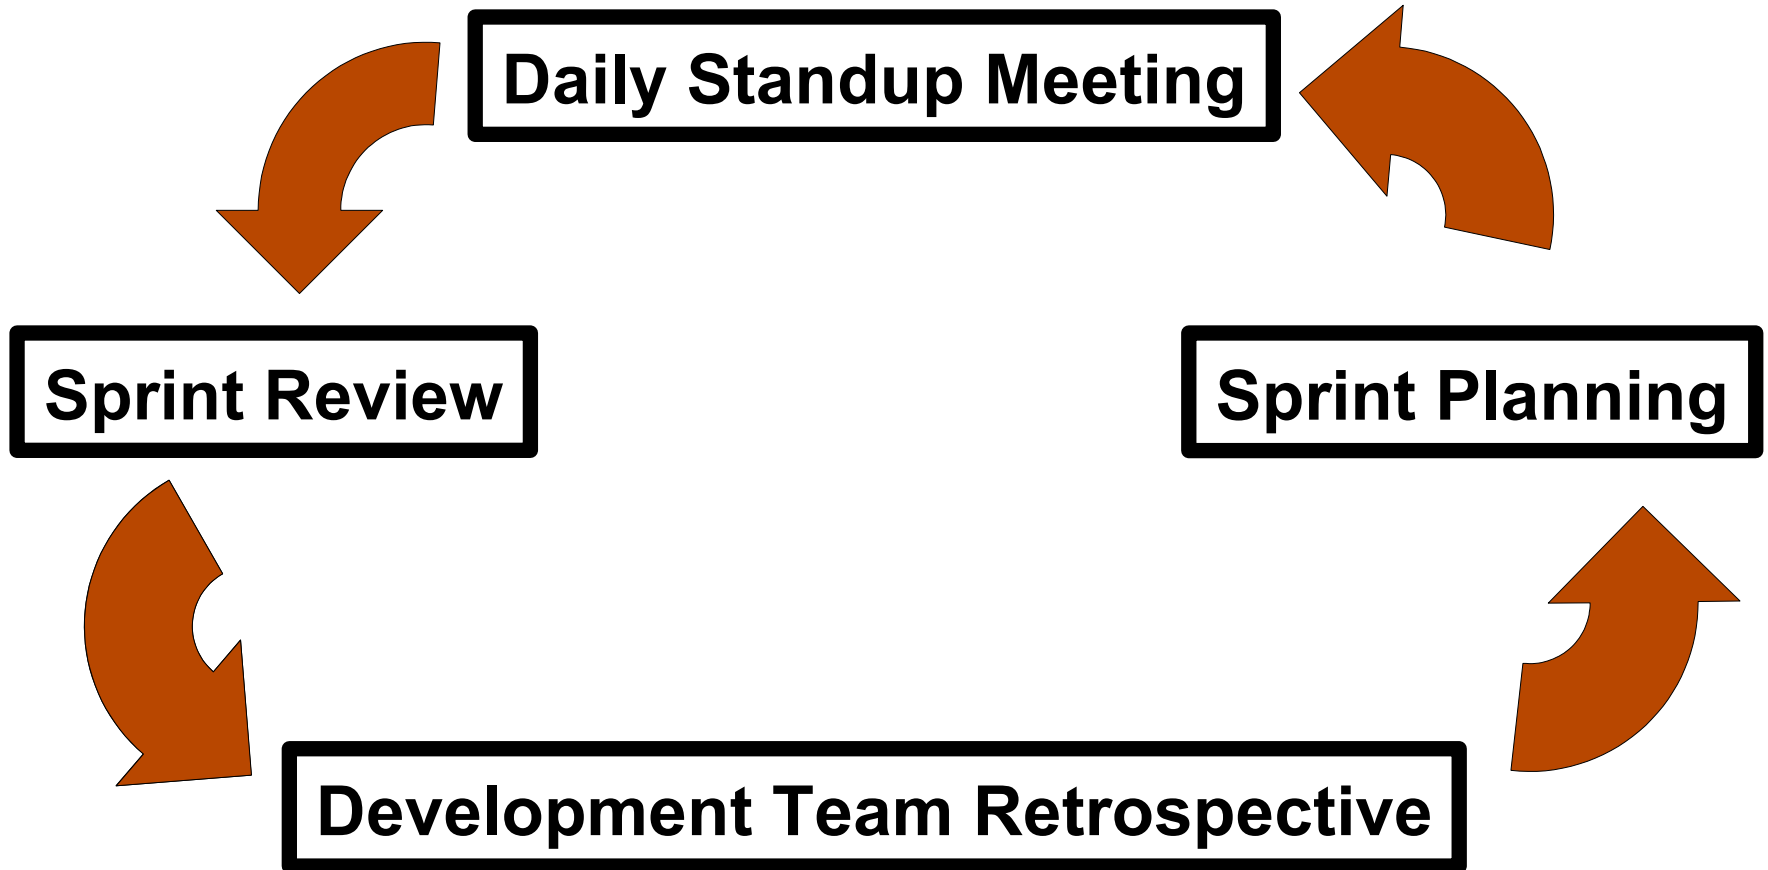 Daily Standup Meeting
Sprint Review
Sprint Planning
Development Team Retrospective